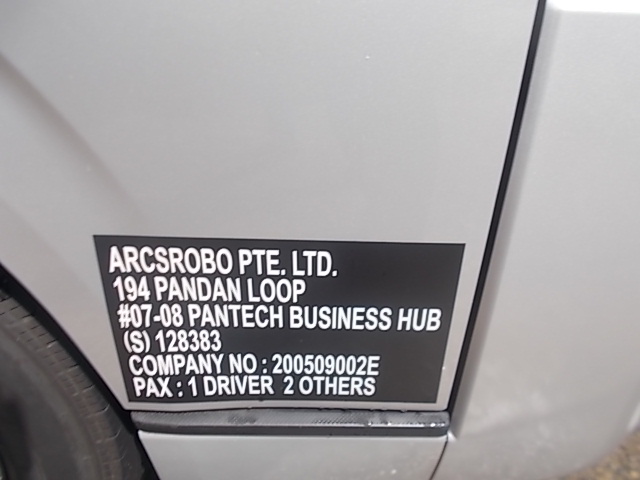 ARCSROBO PTE. LTD.
194 PANDAN LOOP
#07-08 PANTECH BUSINESS HUB
(S) 128383
COMPANY NO : 200509002E
PAX : 1 DRIVER 2 OTHERS